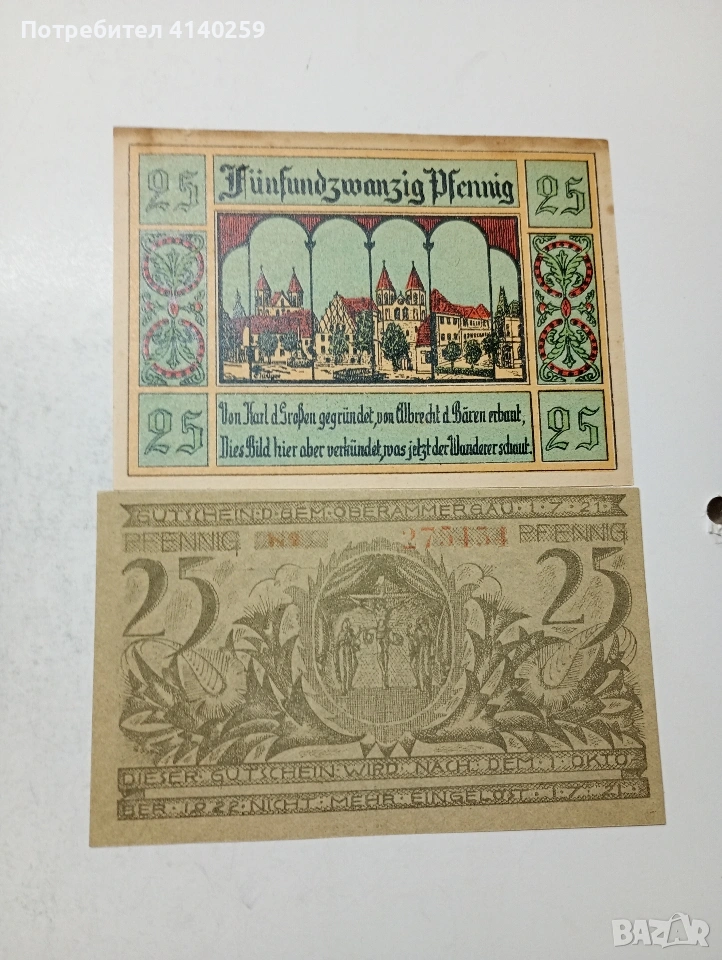 Потребител 4140259
25 Fünfundzwanzig Pfennig 25
25 Von Karl d. Großen gegründet, von Albrecht d. Bären erbaut, 25
Dies Bild hier aber verkündet, was jetzt der Wanderer schaut.
GUTSCHEIN·D·GEM·OBERAMMERGAU·1·7·21·
PFENNIG No 275434 PFENNIG
25 25
DIESER·GUTSCHEIN·WIRD·NACH·DEM·1·OKTO
BER·1922·NICHT·MEHR·EINGELÖST·1·7·21·
BAZAR